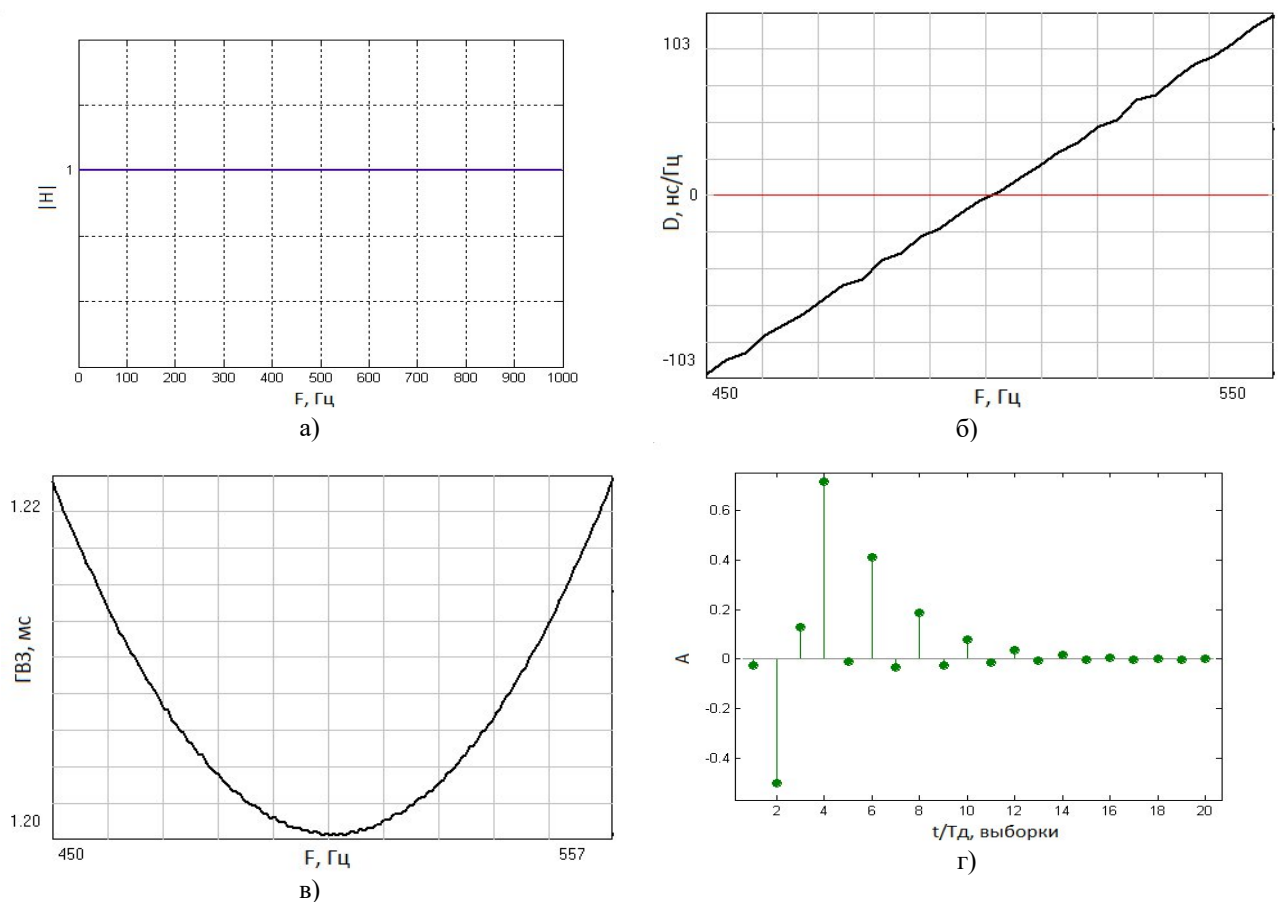 |H|
1
0 100 200 300 400 500 600 700 800 900 1000
F, Гц
а)
D, нс/Гц
103
0
-103
450 550
F, Гц
б)
ГВЗ, мс
1.22
1.20
450 557
F, Гц
в)
A
0.6
0.4
0.2
0
-0.2
-0.4
2 4 6 8 10 12 14 16 18 20
t/Tд, выборки
г)